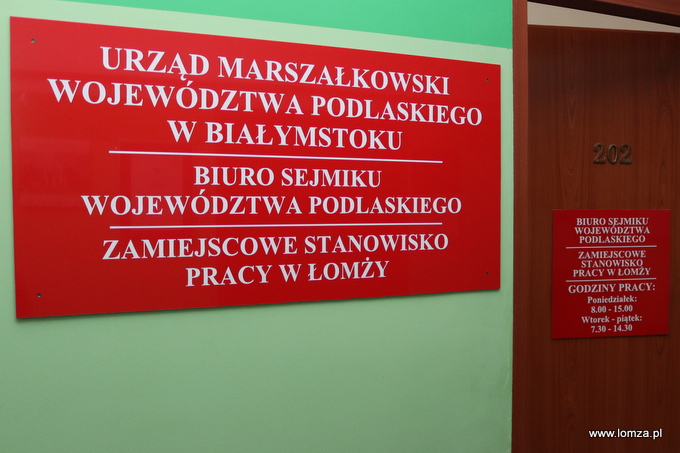 URZĄD MARSZAŁKOWSKI
WOJEWÓDZTWA PODLASKIEGO
W BIAŁYMSTOKU
BIURO SEJMIKU
WOJEWÓDZTWA PODLASKIEGO
ZAMIEJSCOWE STANOWISKO
PRACY W ŁOMŻY
202
BIURO SEJMIKU
WOJEWÓDZTWA
PODLASKIEGO
ZAMIEJSCOWE
STANOWISKO
PRACY W ŁOMŻY
GODZINY PRACY:
Poniedziałek:
8.00 - 15.00
Wtorek - piątek:
7.30 - 14.30
www.lomza.pl